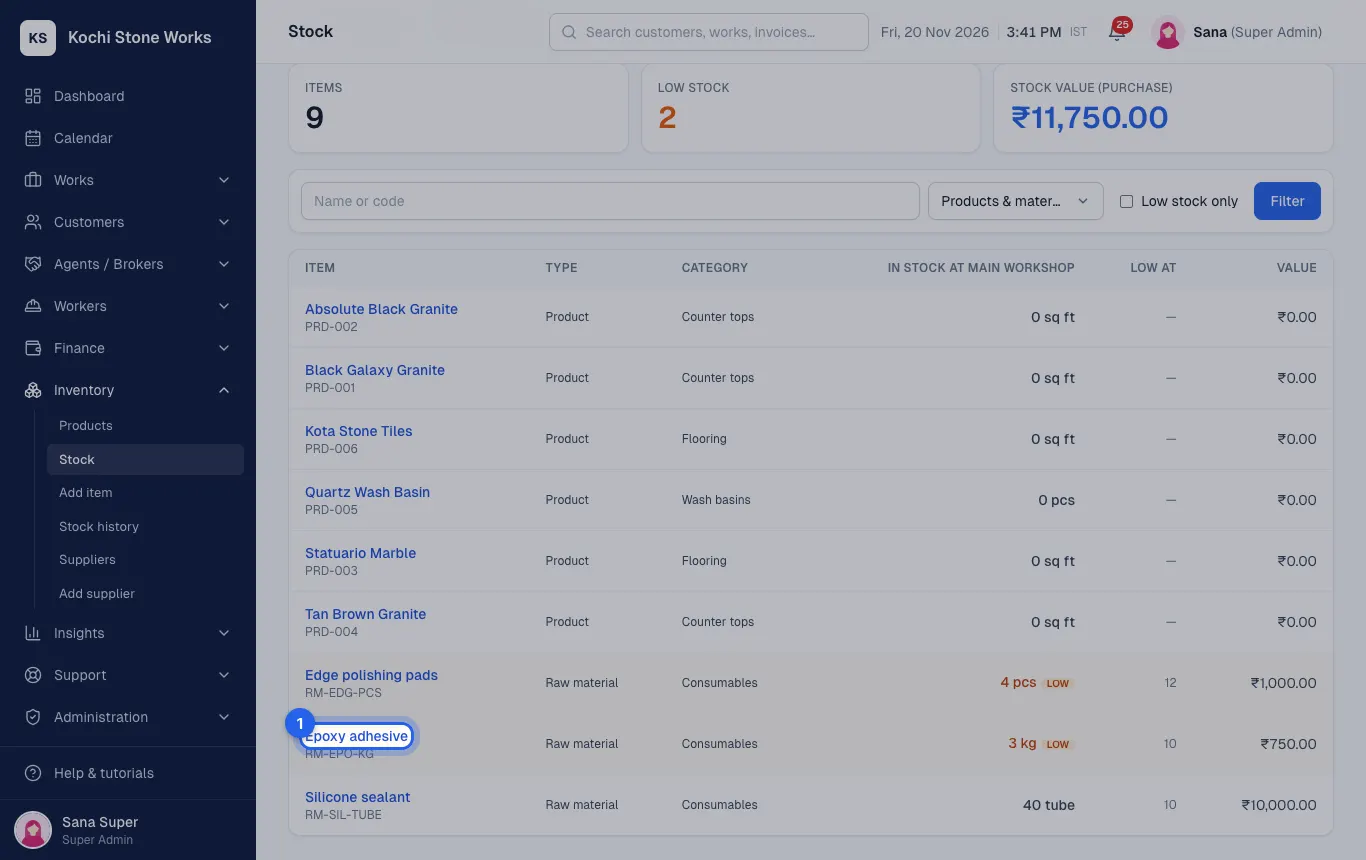 KS
Kochi Stone Works
Dashboard
Calendar
Works
Customers
Agents / Brokers
Workers
Finance
Inventory
Products
Stock
Add item
Stock history
Suppliers
Add supplier
Insights
Support
Administration
Help & tutorials
Sana Super
Super Admin
Stock
Search customers, works, invoices...
Fri, 20 Nov 2026
3:41 PM IST
25
Sana (Super Admin)
ITEMS
9
LOW STOCK
2
STOCK VALUE (PURCHASE)
₹11,750.00
Name or code
Products & mater...
Low stock only
Filter
ITEM TYPE CATEGORY IN STOCK AT MAIN WORKSHOP LOW AT VALUE
Absolute Black Granite
PRD-002
Product Counter tops 0 sq ft — ₹0.00
Black Galaxy Granite
PRD-001
Product Counter tops 0 sq ft — ₹0.00
Kota Stone Tiles
PRD-006
Product Flooring 0 sq ft — ₹0.00
Quartz Wash Basin
PRD-005
Product Wash basins 0 pcs — ₹0.00
Statuario Marble
PRD-003
Product Flooring 0 sq ft — ₹0.00
Tan Brown Granite
PRD-004
Product Counter tops 0 sq ft — ₹0.00
Edge polishing pads
RM-EDG-PCS
Raw material Consumables 4 pcs LOW 12 ₹1,000.00
1
Epoxy adhesive
RM-EPO-KG
Raw material Consumables 3 kg LOW 10 ₹750.00
Silicone sealant
RM-SIL-TUBE
Raw material Consumables 40 tube 10 ₹10,000.00